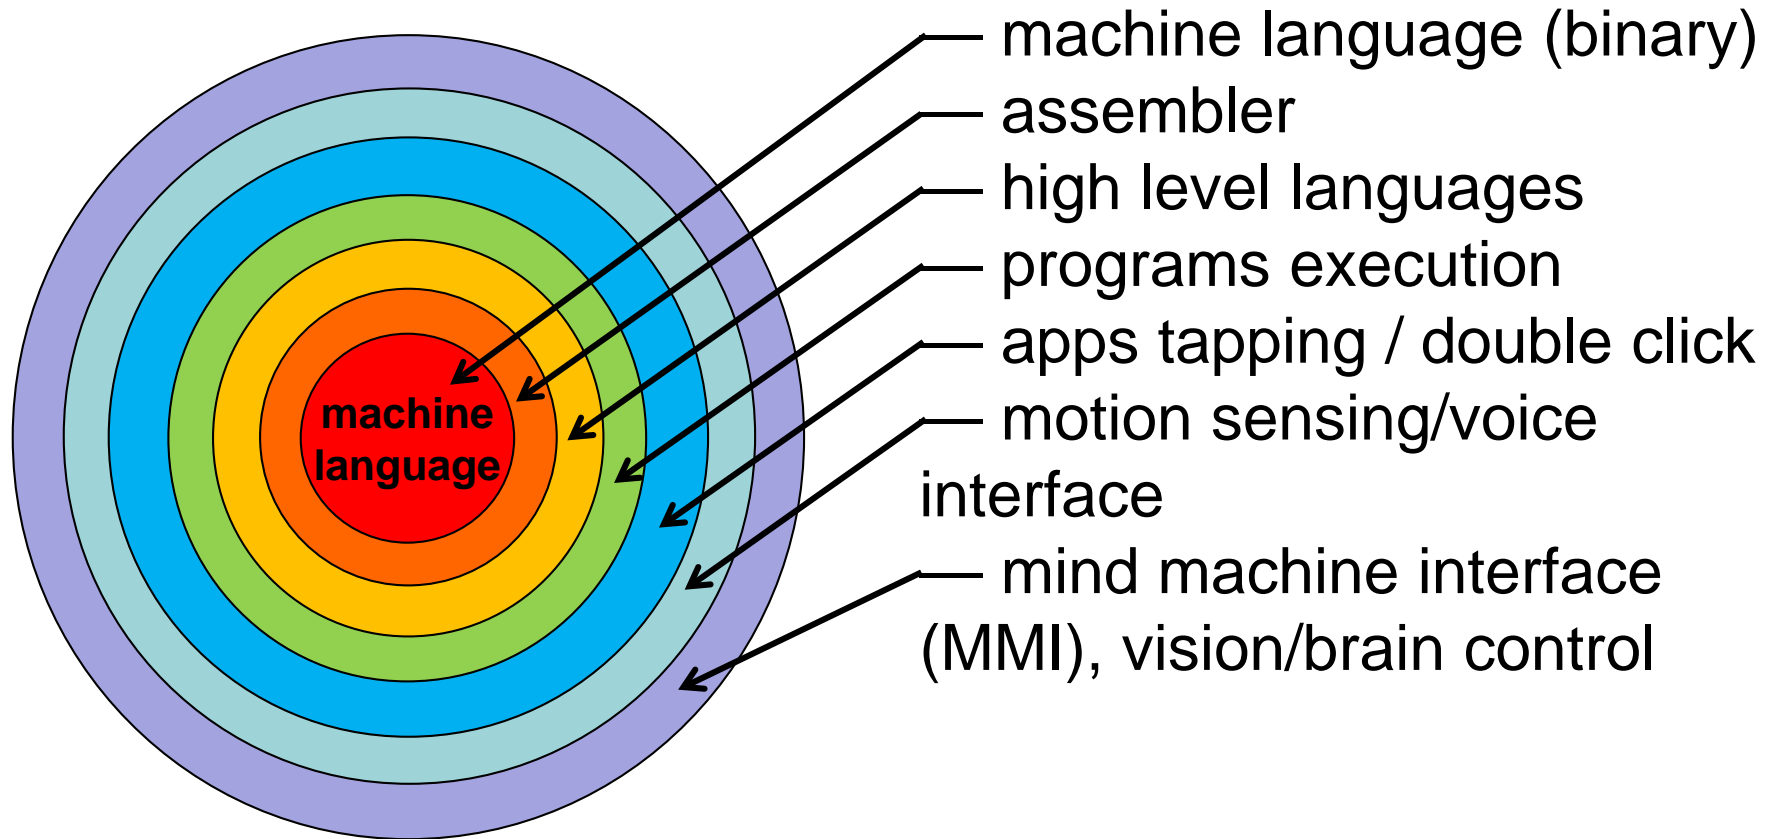 machine language (binary)
assembler
high level languages
programs execution
apps tapping / double click
motion sensing/voice
interface
mind machine interface
(MMI), vision/brain control
machine
language